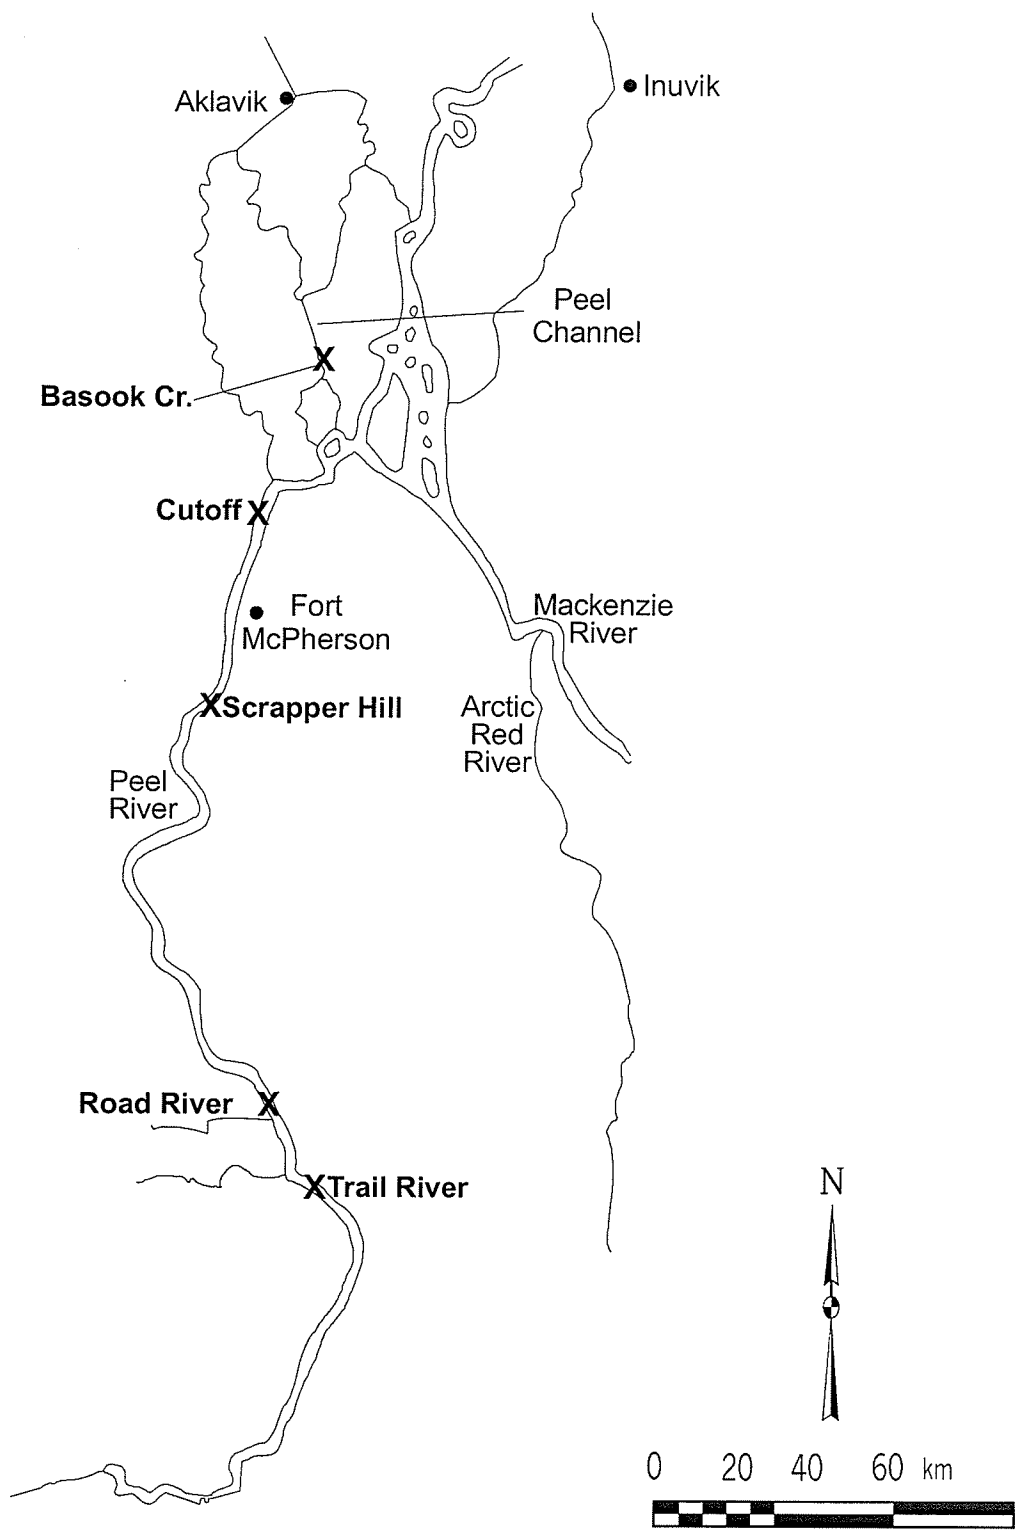 Aklavik
Inuvik
Peel
Channel
Basook Cr.
Cutoff
Fort
McPherson
Mackenzie
River
Scrapper Hill
Arctic
Red
River
Peel
River
Road River
Trail River
N
0 20 40 60 km